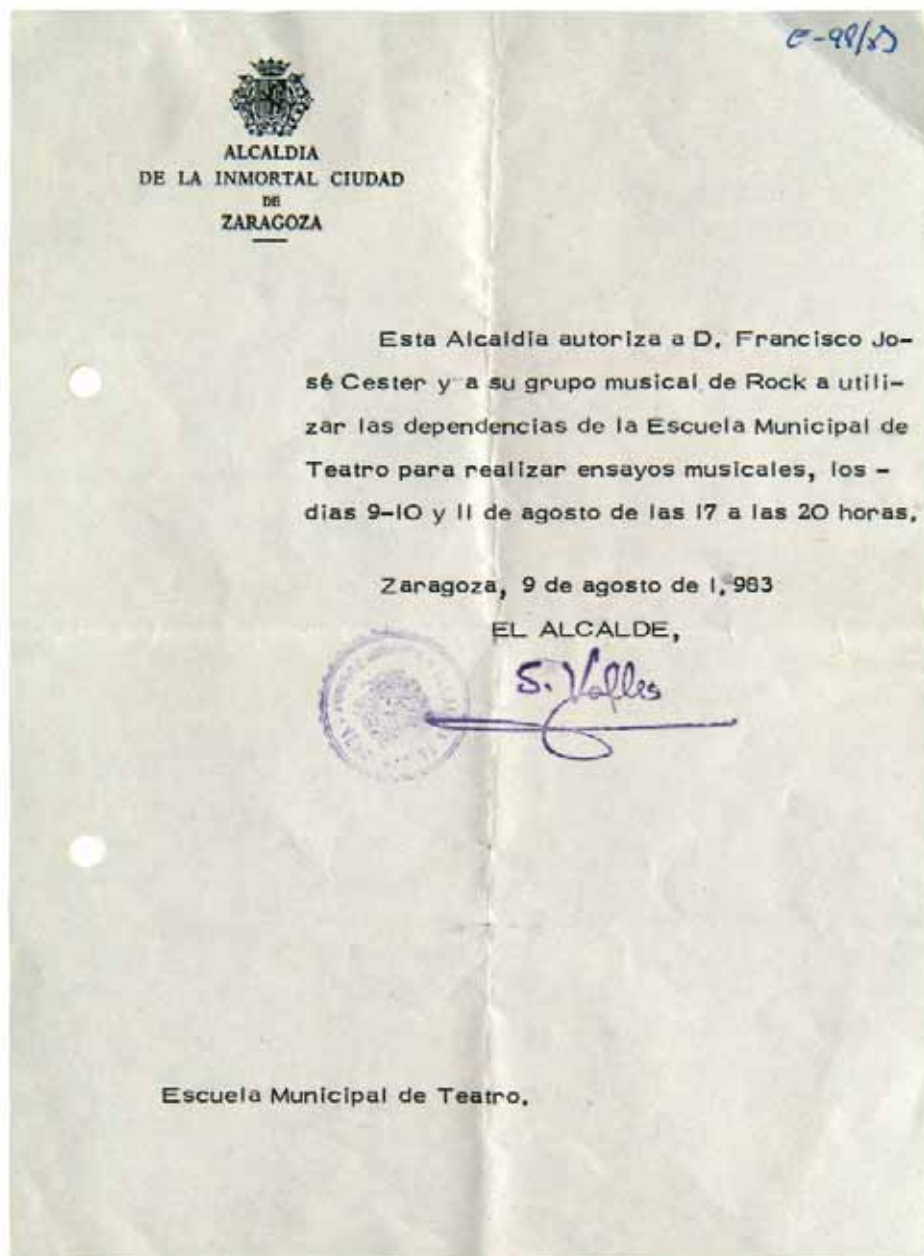 ALCALDIA
DE LA INMORTAL CIUDAD
DE
ZARAGOZA
Esta Alcaldia autoriza a D. Francisco Jo-
sé Cester y a su grupo musical de Rock a utili-
zar las dependencias de la Escuela Municipal de
Teatro para realizar ensayos musicales, los -
dias 9-10 y 11 de agosto de las 17 a las 20 horas.
Zaragoza, 9 de agosto de 1.983
EL ALCALDE,
S. Valles
Escuela Municipal de Teatro.